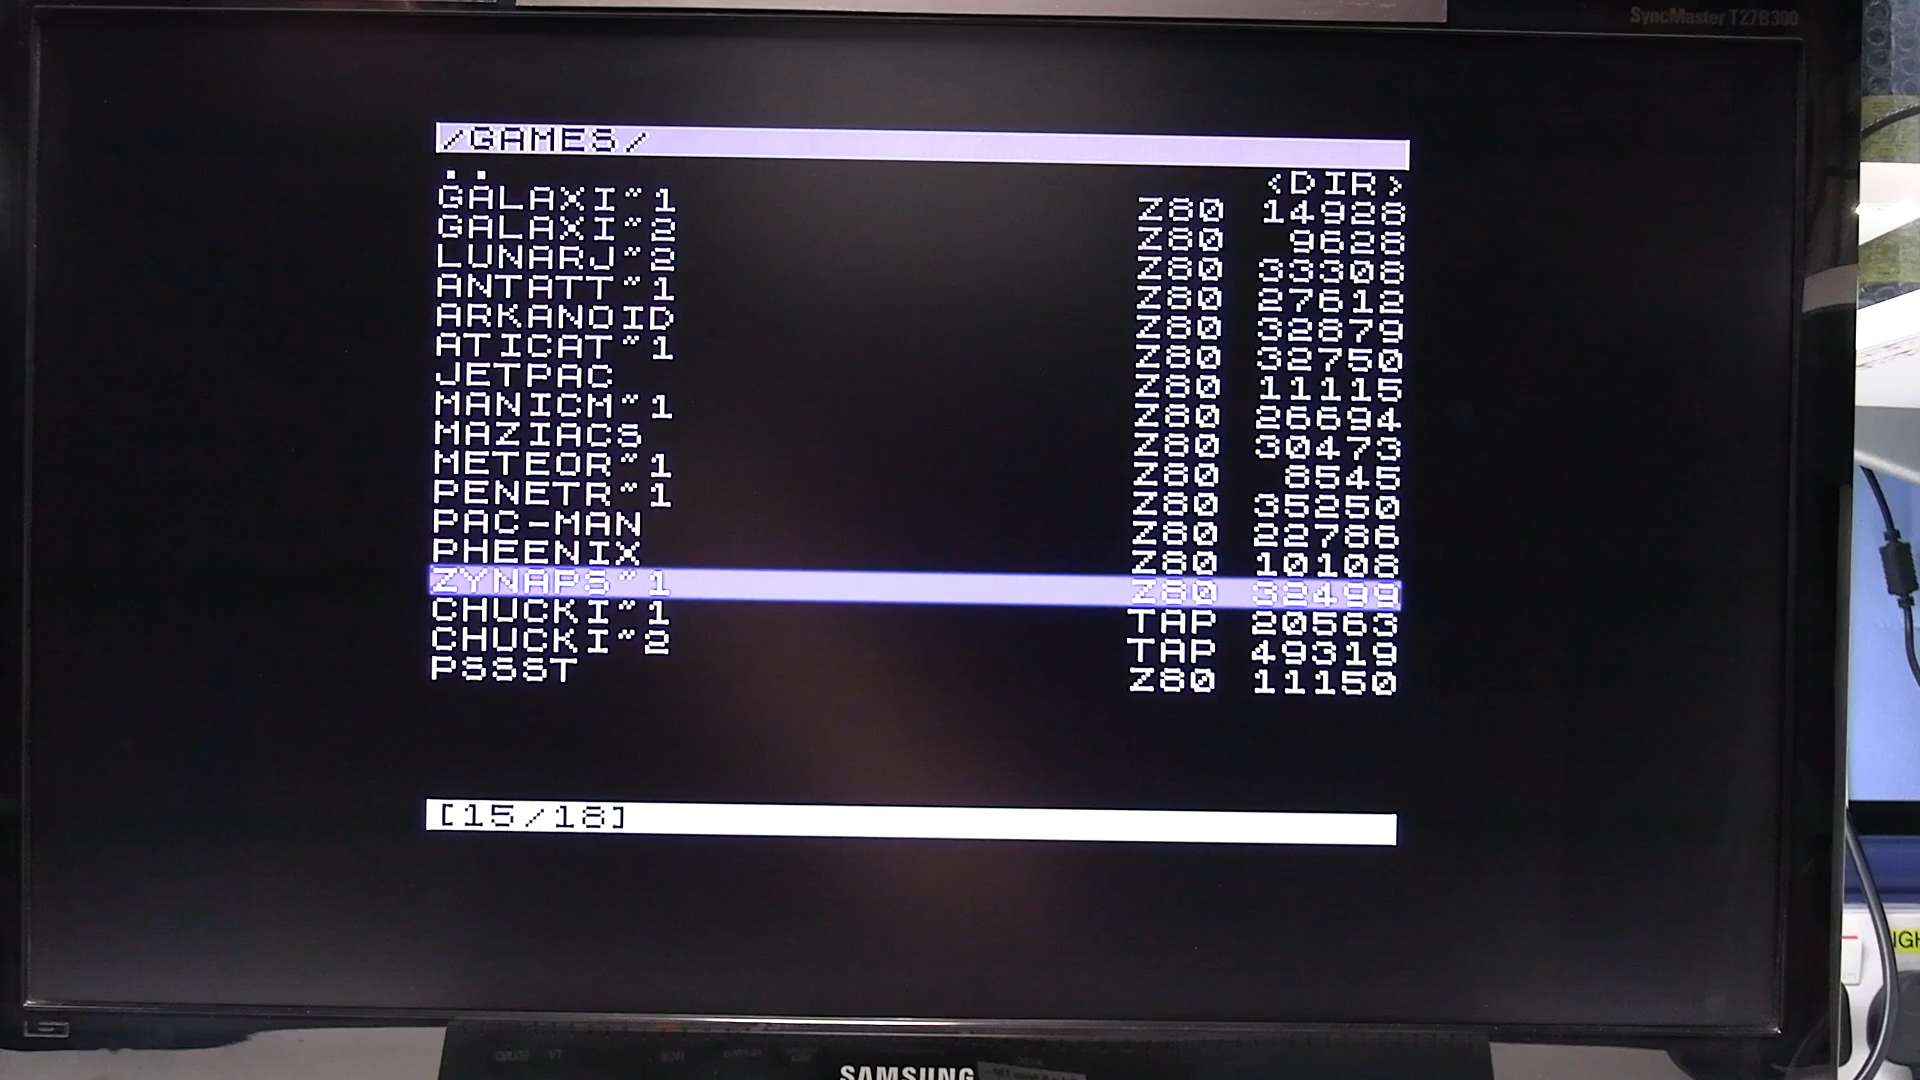 SyncMaster T27B300
/GAMES/
.. <DIR>
GALAXI~1 Z80 14928
GALAXI~2 Z80 9628
LUNARJ~2 Z80 33308
ANTATT~1 Z80 27612
ARKANOID Z80 32879
ATICAT~1 Z80 32750
JETPAC Z80 11115
MANICM~1 Z80 26694
MAZIACS Z80 30473
METEOR~1 Z80 8545
PENETR~1 Z80 35250
PAC-MAN Z80 22786
PHEENIX Z80 10108
ZYNAPS~1 Z80 32499
CHUCKI~1 TAP 20563
CHUCKI~2 TAP 49319
PSSST Z80 11150
[15/18]
SAMSUNG